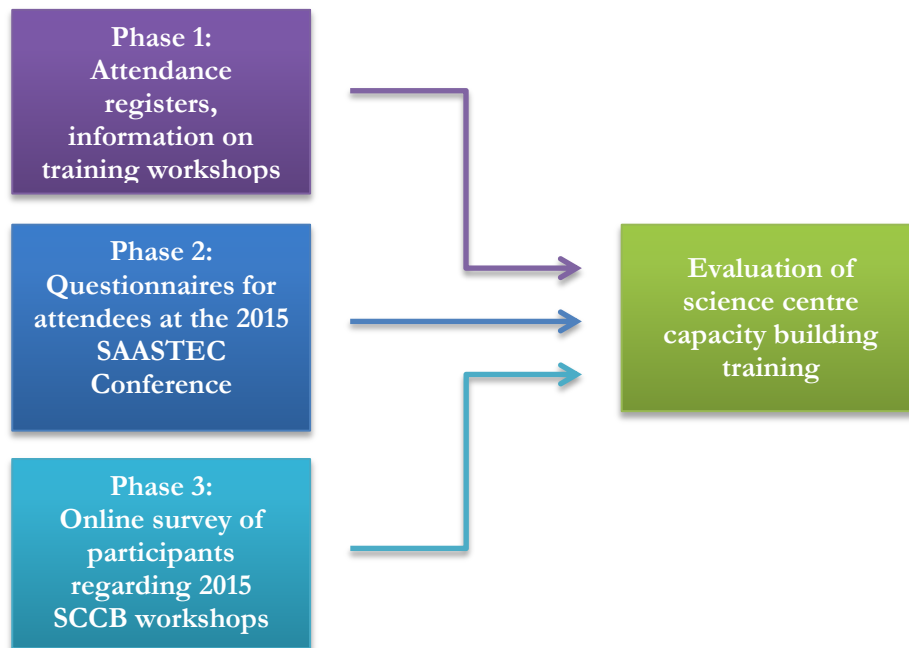 Phase 1:
Attendance
registers,
information on
training workshops
Phase 2:
Questionnaires for
attendees at the 2015
SAASTEC
Conference
Phase 3:
Online survey of
participants
regarding 2015
SCCB workshops
Evaluation of
science centre
capacity building
training